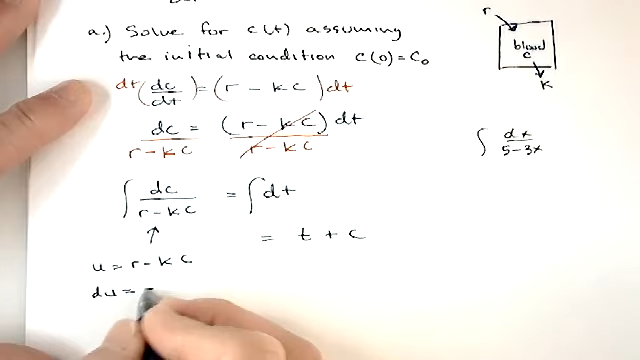 a.) Solve for c(t) assuming
the initial condition c(0)=c₀
dt(dc/dt)=(r-kc)dt
dc/r-kc = (r-kc)/r-kc dt
∫ dc/r-kc = ∫dt
= t + c
u=r-kc
du=-
r
blood
c
k
∫ dx/5-3x